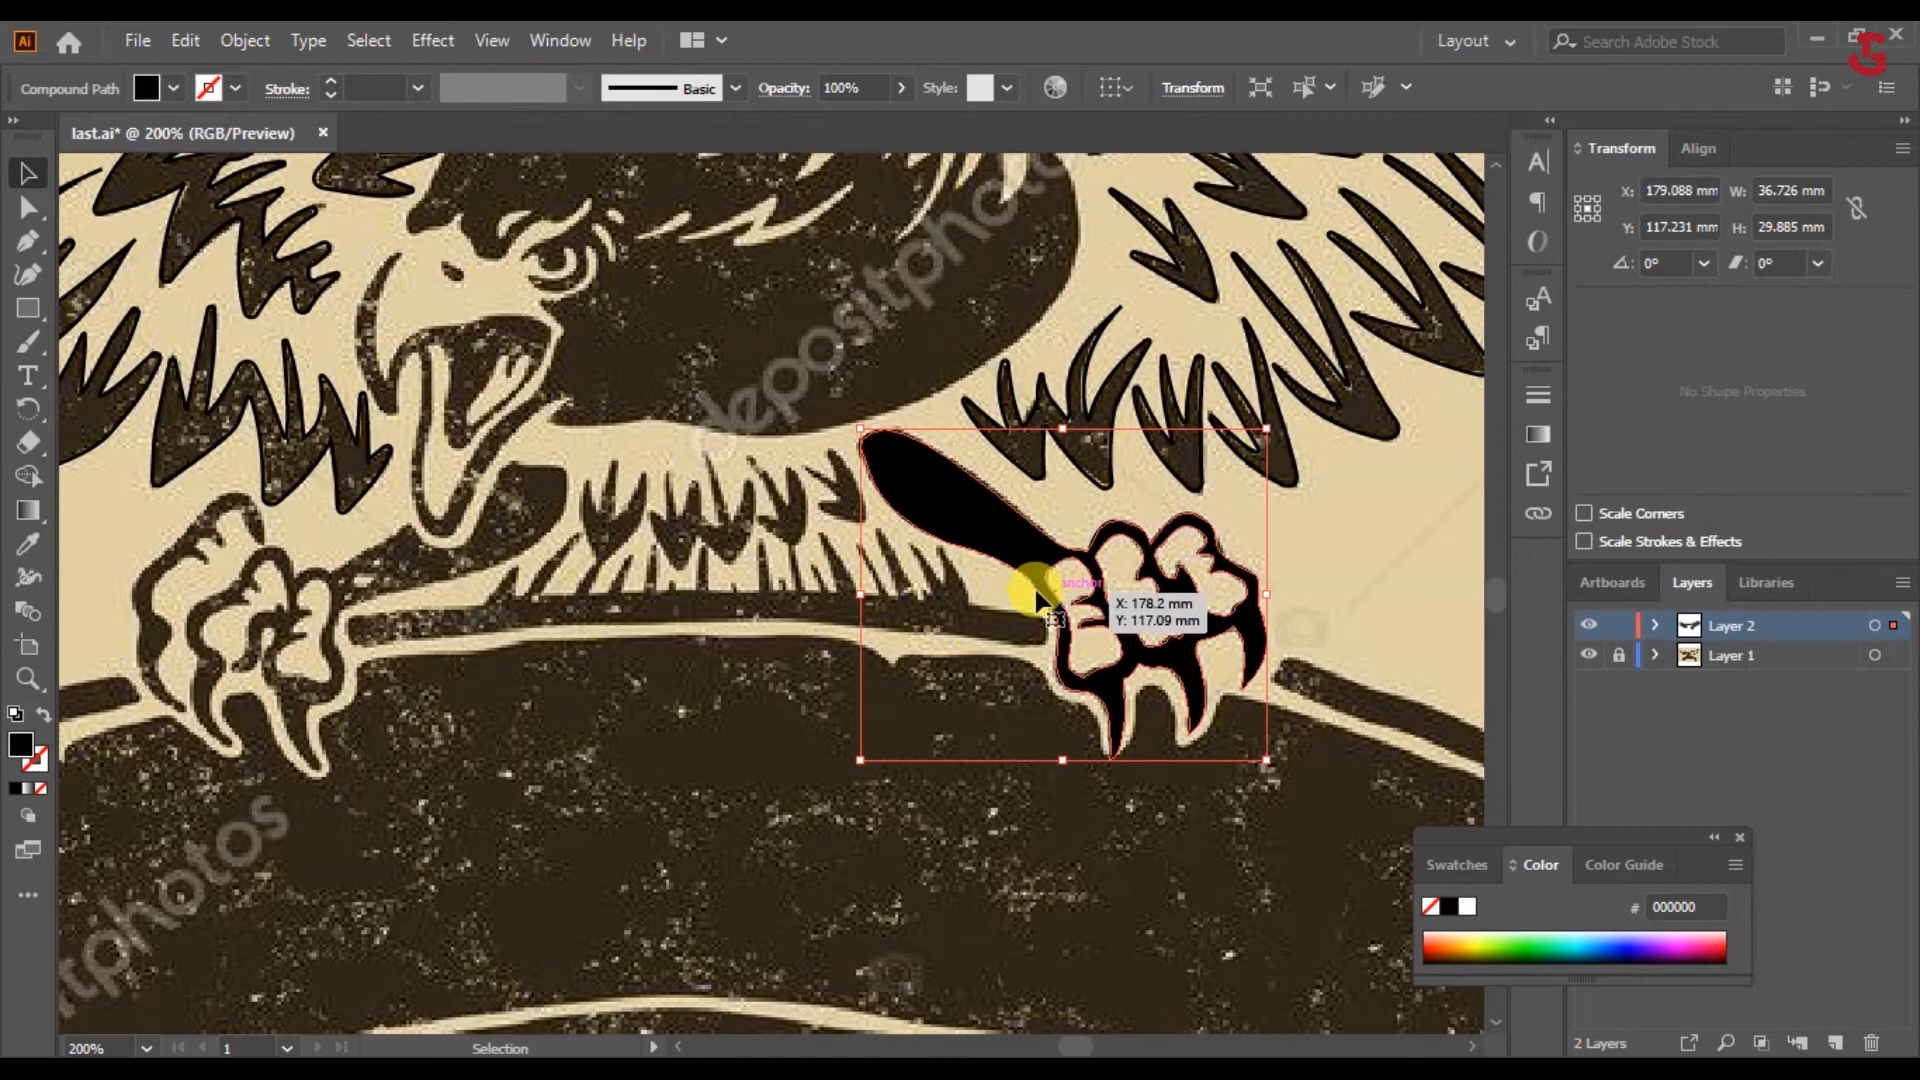 Ai
File Edit Object Type Select Effect View Window Help
Layout
Search Adobe Stock
Compound Path
Stroke:
Basic
Opacity: 100%
Style:
Transform
last.ai* @ 200% (RGB/Preview)
Transform Align
X: 179.088 mm W: 36.726 mm
Y: 117.231 mm H: 29.885 mm
0° 0°
No Shape Properties
Scale Corners
Scale Strokes & Effects
Artboards Layers Libraries
Layer 2
Layer 1
depositphotos
anchor
X: 178.2 mm
Y: 117.09 mm
itphotos
Swatches Color Color Guide
# 000000
200% 1 Selection
2 Layers